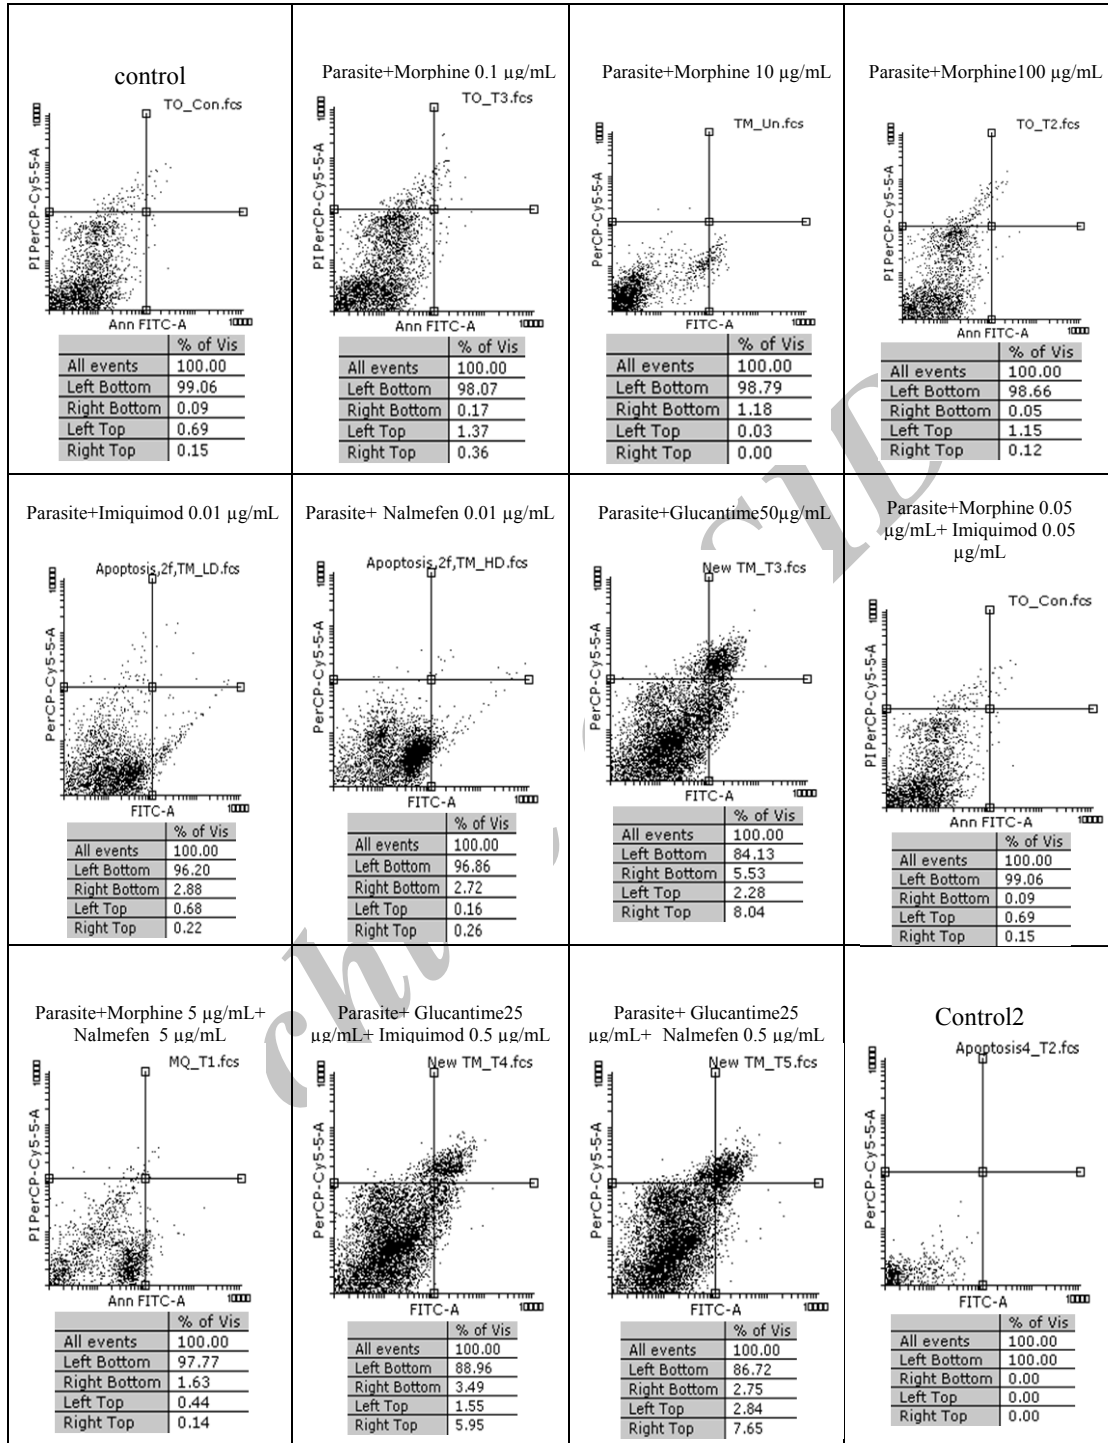 control
TO_Con.fcs
PI PerCP-Cy5-5-A
Ann FITC-A
% of Vis
All events 100.00
Left Bottom 99.06
Right Bottom 0.09
Left Top 0.69
Right Top 0.15
Parasite+Morphine 0.1 µg/mL
TO_T3.fcs
PI PerCP-Cy5-5-A
Ann FITC-A
% of Vis
All events 100.00
Left Bottom 98.07
Right Bottom 0.17
Left Top 1.37
Right Top 0.36
Parasite+Morphine 10 µg/mL
TM_Un.fcs
PerCP-Cy5-5-A
FITC-A
% of Vis
All events 100.00
Left Bottom 98.79
Right Bottom 1.18
Left Top 0.03
Right Top 0.00
Parasite+Morphine100 µg/mL
TO_T2.fcs
PI PerCP-Cy5-5-A
Ann FITC-A
% of Vis
All events 100.00
Left Bottom 98.66
Right Bottom 0.05
Left Top 1.15
Right Top 0.12
Parasite+Imiquimod 0.01 µg/mL
Apoptosis,2f,TM_LD.fcs
PerCP-Cy5-5-A
FITC-A
% of Vis
All events 100.00
Left Bottom 96.20
Right Bottom 2.88
Left Top 0.68
Right Top 0.22
Parasite+ Nalmefen 0.01 µg/mL
Apoptosis,2f,TM_HD.fcs
PerCP-Cy5-5-A
FITC-A
% of Vis
All events 100.00
Left Bottom 96.86
Right Bottom 2.72
Left Top 0.16
Right Top 0.26
Parasite+Glucantime50µg/mL
New TM_T3.fcs
PerCP-Cy5-5-A
FITC-A
% of Vis
All events 100.00
Left Bottom 84.13
Right Bottom 5.53
Left Top 2.28
Right Top 8.04
Parasite+Morphine 0.05
µg/mL+ Imiquimod 0.05
µg/mL
TO_Con.fcs
PI PerCP-Cy5-5-A
Ann FITC-A
% of Vis
All events 100.00
Left Bottom 99.06
Right Bottom 0.09
Left Top 0.69
Right Top 0.15
Parasite+Morphine 5 µg/mL+
Nalmefen 5 µg/mL
MQ_T1.fcs
PI PerCP-Cy5-5-A
Ann FITC-A
% of Vis
All events 100.00
Left Bottom 97.77
Right Bottom 1.63
Left Top 0.44
Right Top 0.14
Parasite+ Glucantime25
µg/mL+ Imiquimod 0.5 µg/mL
New TM_T4.fcs
PerCP-Cy5-5-A
FITC-A
% of Vis
All events 100.00
Left Bottom 88.96
Right Bottom 3.49
Left Top 1.55
Right Top 5.95
Parasite+ Glucantime25
µg/mL+ Nalmefen 0.5 µg/mL
New TM_T5.fcs
PerCP-Cy5-5-A
FITC-A
% of Vis
All events 100.00
Left Bottom 86.72
Right Bottom 2.75
Left Top 2.84
Right Top 7.65
Control2
Apoptosis4_T2.fcs
PerCP-Cy5-5-A
FITC-A
% of Vis
All events 100.00
Left Bottom 100.00
Right Bottom 0.00
Left Top 0.00
Right Top 0.00